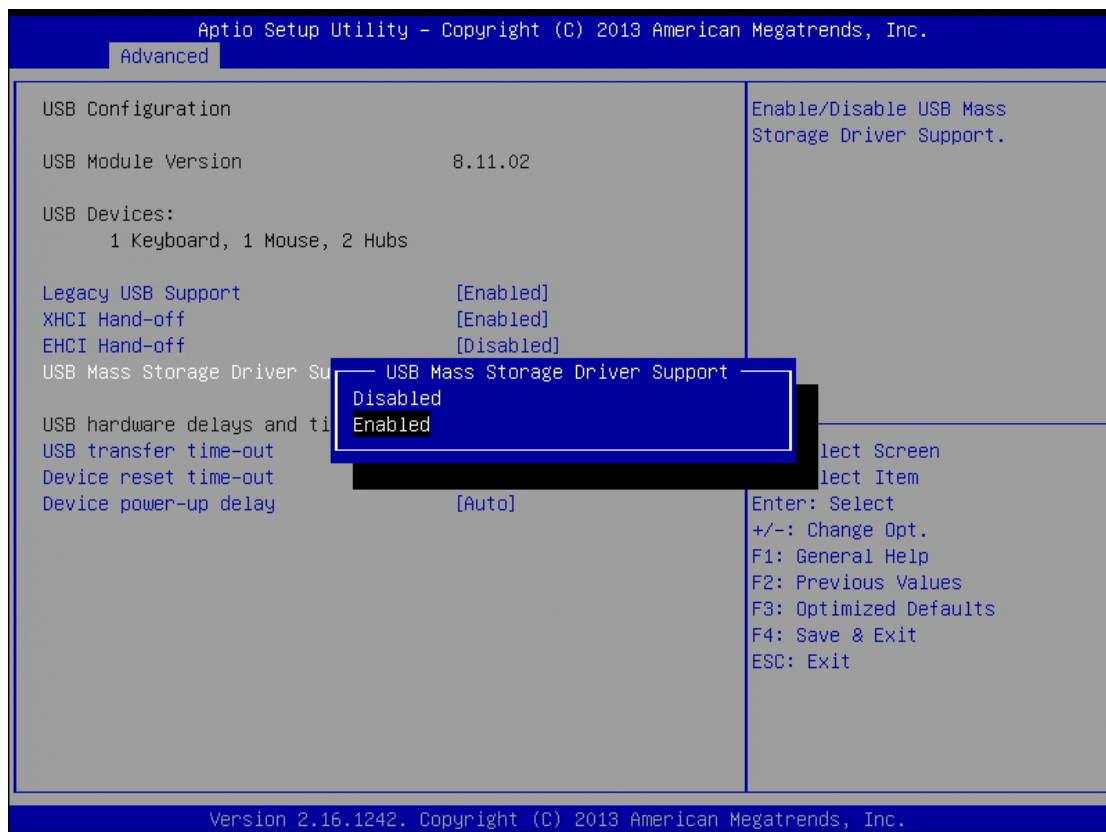 Aptio Setup Utility – Copyright (C) 2013 American Megatrends, Inc.
Advanced
USB Configuration
USB Module Version 8.11.02
USB Devices:
1 Keyboard, 1 Mouse, 2 Hubs
Legacy USB Support [Enabled]
XHCI Hand-off [Enabled]
EHCI Hand-off [Disabled]
USB Mass Storage Driver Su
USB hardware delays and ti
USB transfer time-out
Device reset time-out
Device power-up delay [Auto]
USB Mass Storage Driver Support
Disabled
Enabled
Enable/Disable USB Mass
Storage Driver Support.
lect Screen
lect Item
Enter: Select
+/-: Change Opt.
F1: General Help
F2: Previous Values
F3: Optimized Defaults
F4: Save & Exit
ESC: Exit
Version 2.16.1242. Copyright (C) 2013 American Megatrends, Inc.